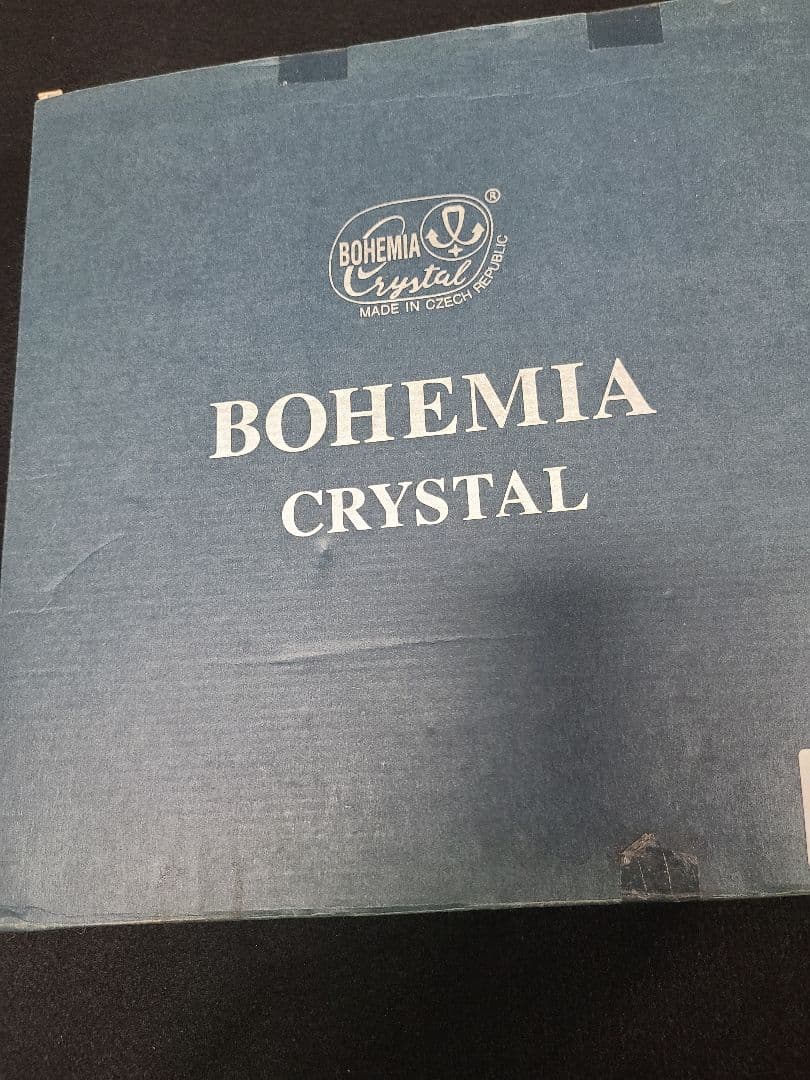 BOHEMIA
Crystal
®
MADE IN CZECH REPUBLIC
BOHEMIA
CRYSTAL